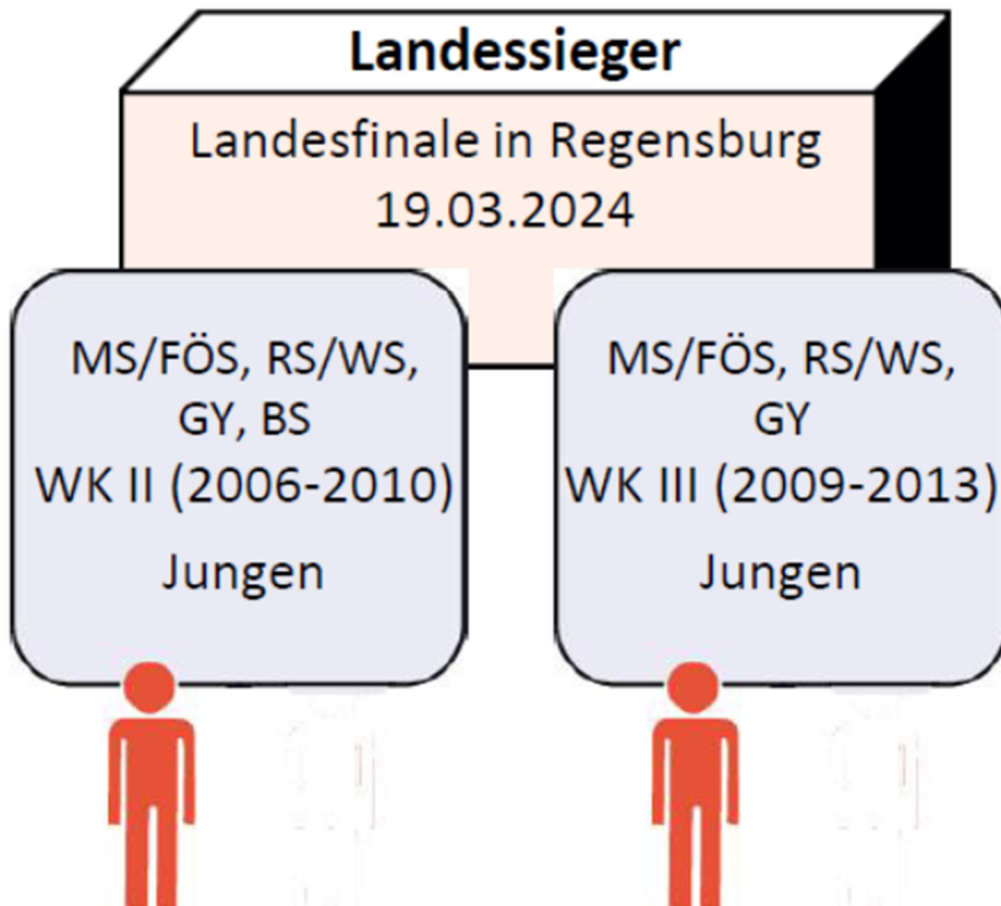 Landessieger
Landesfinale in Regensburg
19.03.2024
MS/FÖS, RS/WS,
GY, BS
WK II (2006-2010)
Jungen
MS/FÖS, RS/WS,
GY
WK III (2009-2013)
Jungen